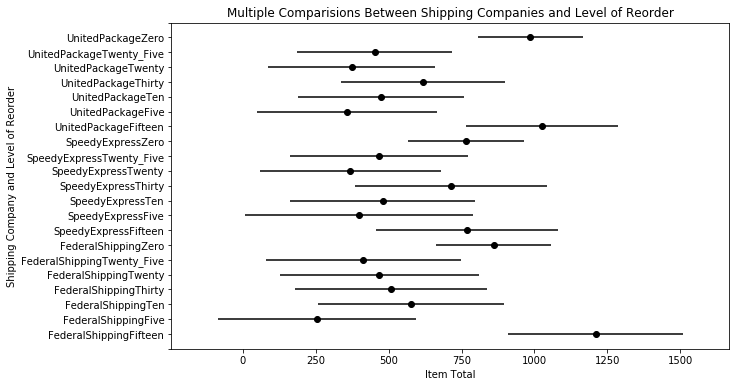 Multiple Comparisions Between Shipping Companies and Level of Reorder
Shipping Company and Level of Reorder
UnitedPackageZero
UnitedPackageTwenty_Five
UnitedPackageTwenty
UnitedPackageThirty
UnitedPackageTen
UnitedPackageFive
UnitedPackageFifteen
SpeedyExpressZero
SpeedyExpressTwenty_Five
SpeedyExpressTwenty
SpeedyExpressThirty
SpeedyExpressTen
SpeedyExpressFive
SpeedyExpressFifteen
FederalShippingZero
FederalShippingTwenty_Five
FederalShippingTwenty
FederalShippingThirty
FederalShippingTen
FederalShippingFive
FederalShippingFifteen
0 250 500 750 1000 1250 1500
Item Total